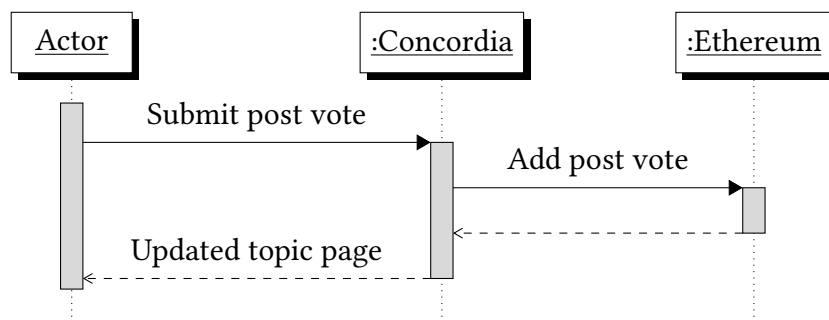 Actor
:Concordia
:Ethereum
Submit post vote
Add post vote
Updated topic page